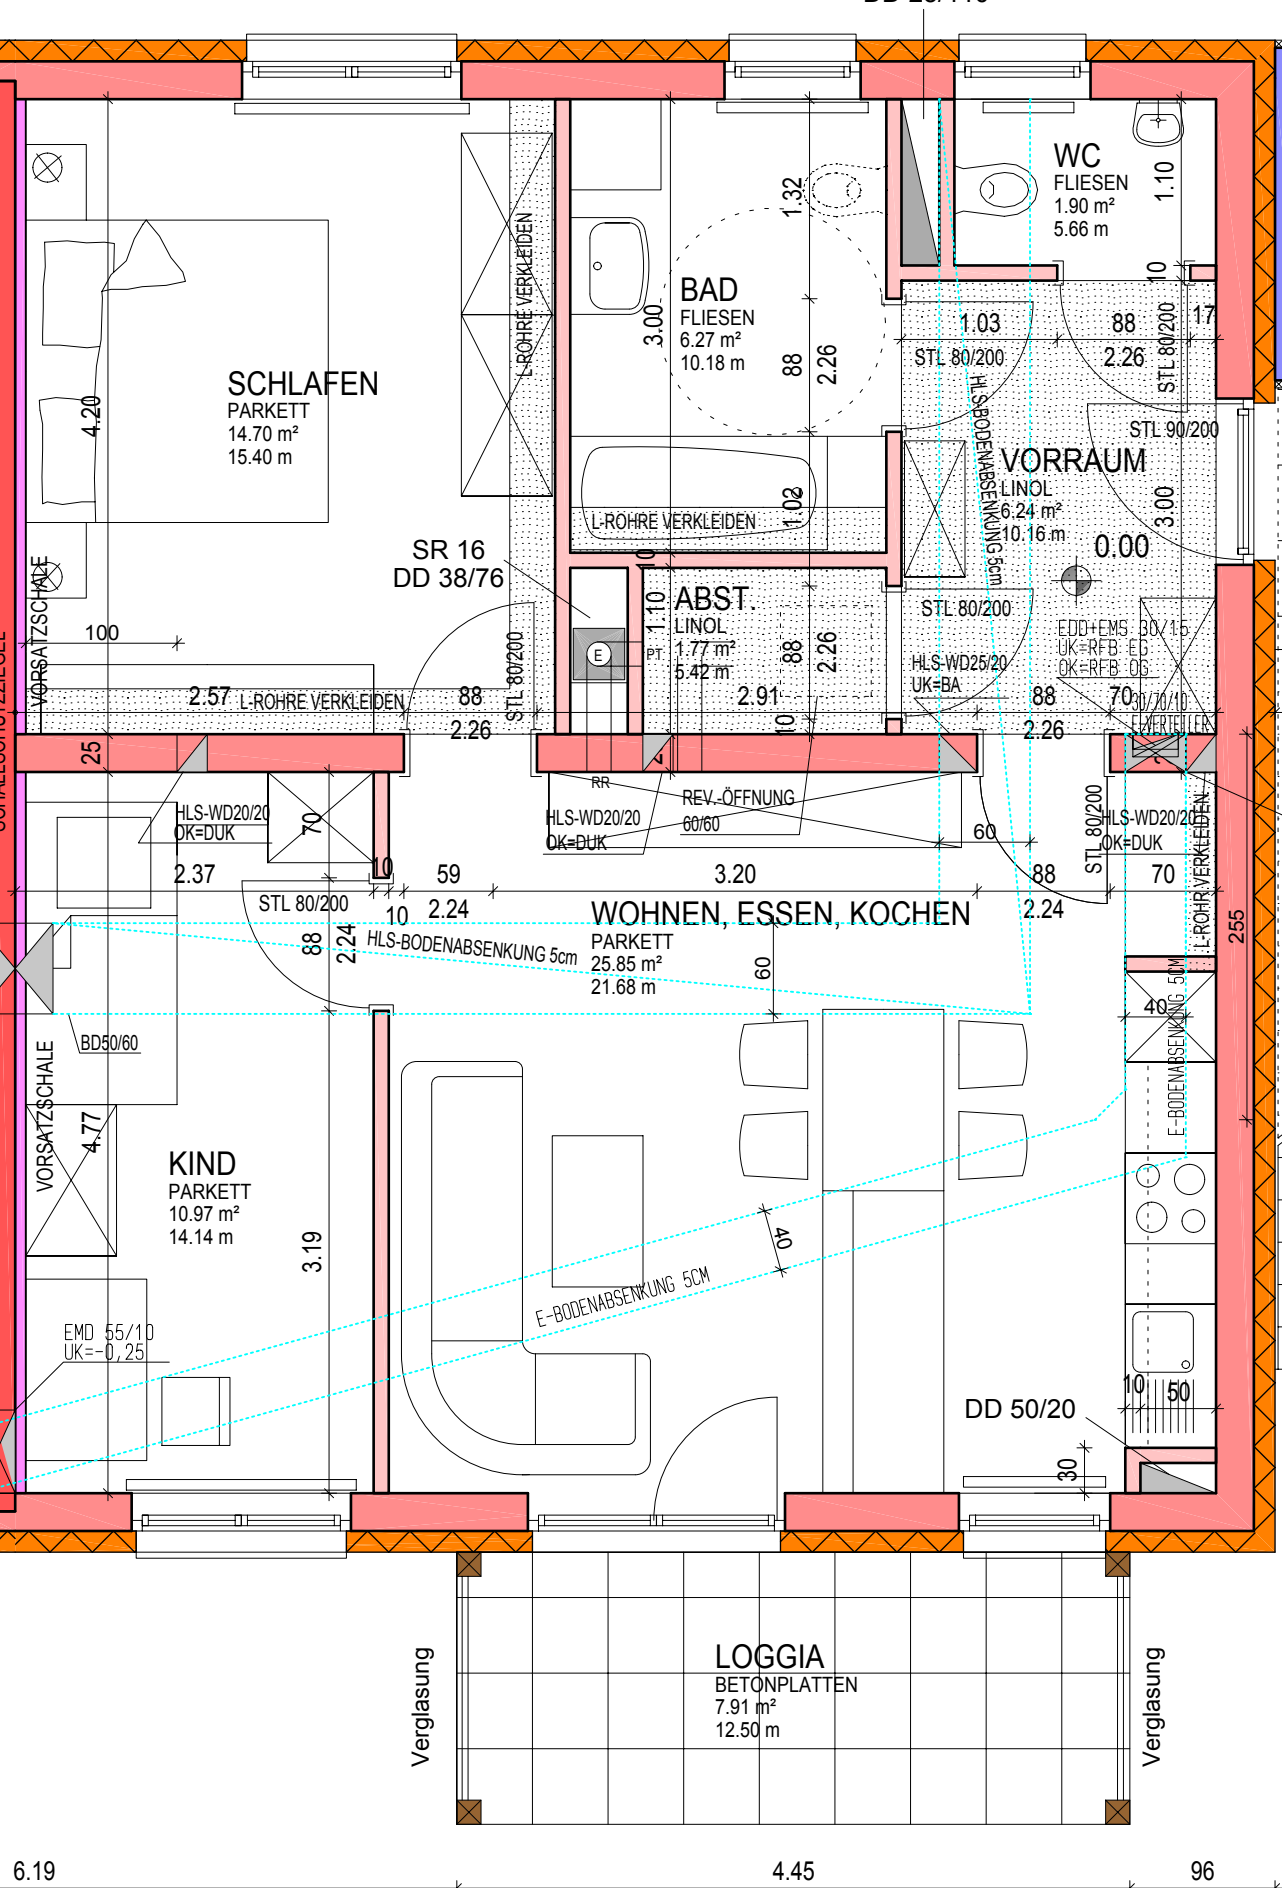 WC
FLIESEN
1.90 m²
5.66 m
1.10
1.32
L-ROHRE VERKLEIDEN
BAD
FLIESEN
6.27 m²
10.18 m
3.00
10
1.03
88
17
2.26
STL 80/200
STL 80/200
88
2.26
SCHLAFEN
PARKETT
14.70 m²
15.40 m
4.20
HLS-BODENABSENKUNG 5cm
STL 90/200
VORRAUM
LINOL
6.24 m²
10.16 m
3.00
0.00
1.02
L-ROHRE VERKLEIDEN
SR 16
DD 38/76
10
ABST.
LINOL
1.77 m²
5.42 m
1.10
E
PT
88
2.26
STL 80/200
EDD+EMS 30/15
UK=RFB EG
OK=RFB OG
VORSATZSCHALE
100
HLS-WD25/20
UK=BA
2.57
L-ROHRE VERKLEIDEN
88
2.26
STL 80/200
2.91
10
88
2.26
70
30/70/10
E-VERTEILER
25
RR
REV.-ÖFFNUNG
60/60
HLS-WD20/20
OK=DUK
70
HLS-WD20/20
OK=DUK
60
STL 80/200
HLS-WD20/20
OK=DUK
L-ROHR VERKLEIDEN
2.37
10
59
3.20
88
70
STL 80/200
10
2.24
2.24
WOHNEN, ESSEN, KOCHEN
PARKETT
25.85 m²
21.68 m
88
2.24
HLS-BODENABSENKUNG 5cm
60
255
BD50/60
40
E-BODENABSENKUNG 5CM
VORSATZSCHALE
4.77
KIND
PARKETT
10.97 m²
14.14 m
3.19
40
E-BODENABSENKUNG 5CM
EMD 55/10
UK=-0,25
10
50
DD 50/20
30
LOGGIA
BETONPLATTEN
7.91 m²
12.50 m
Verglasung
Verglasung
6.19
4.45
96